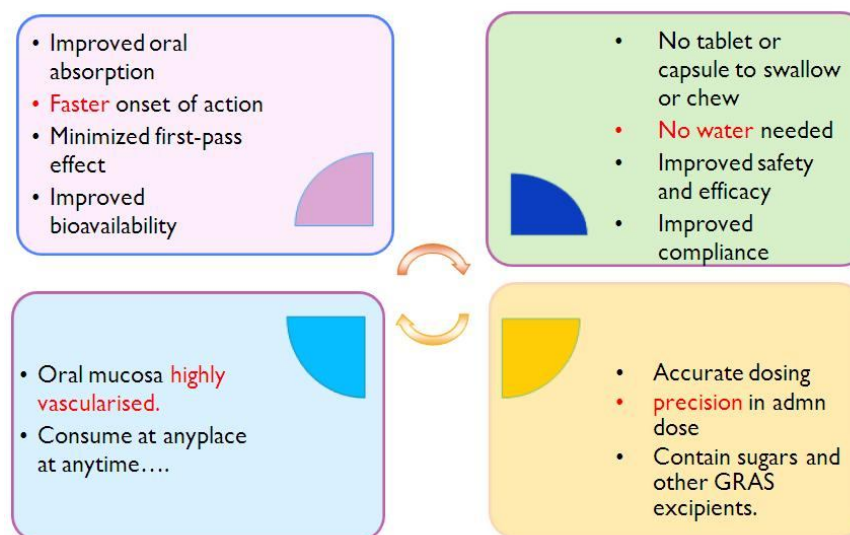 • Improved oral
absorption
• Faster onset of action
• Minimized first-pass
effect
• Improved
bioavailability
• No tablet or
capsule to swallow
or chew
• No water needed
• Improved safety
and efficacy
• Improved
compliance
• Oral mucosa highly
vascularised.
• Consume at anyplace
at anytime....
• Accurate dosing
• precision in admn
dose
• Contain sugars and
other GRAS
excipients.